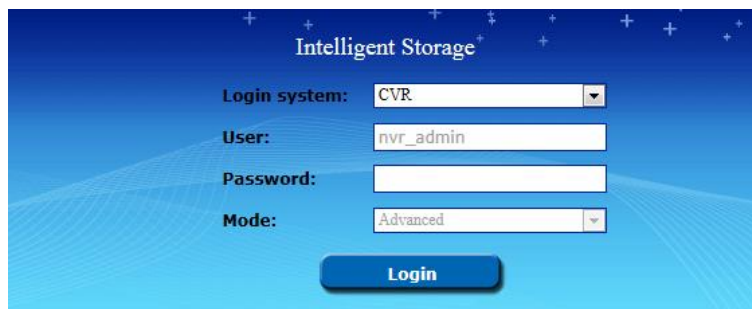 Intelligent Storage
Login system: CVR
User: nvr_admin
Password:
Mode: Advanced
Login